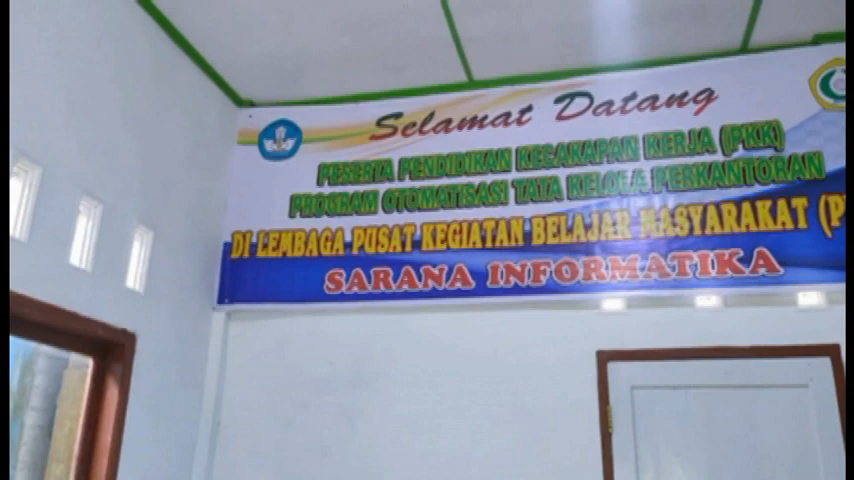 Selamat Datang
PESERTA PENDIDIKAN KECAKAPAN KERJA (PKK)
PROGRAM OTOMATISASI TATA KELOLA PERKANTORAN
DI LEMBAGA PUSAT KEGIATAN BELAJAR MASYARAKAT (P
SARANA INFORMATIKA